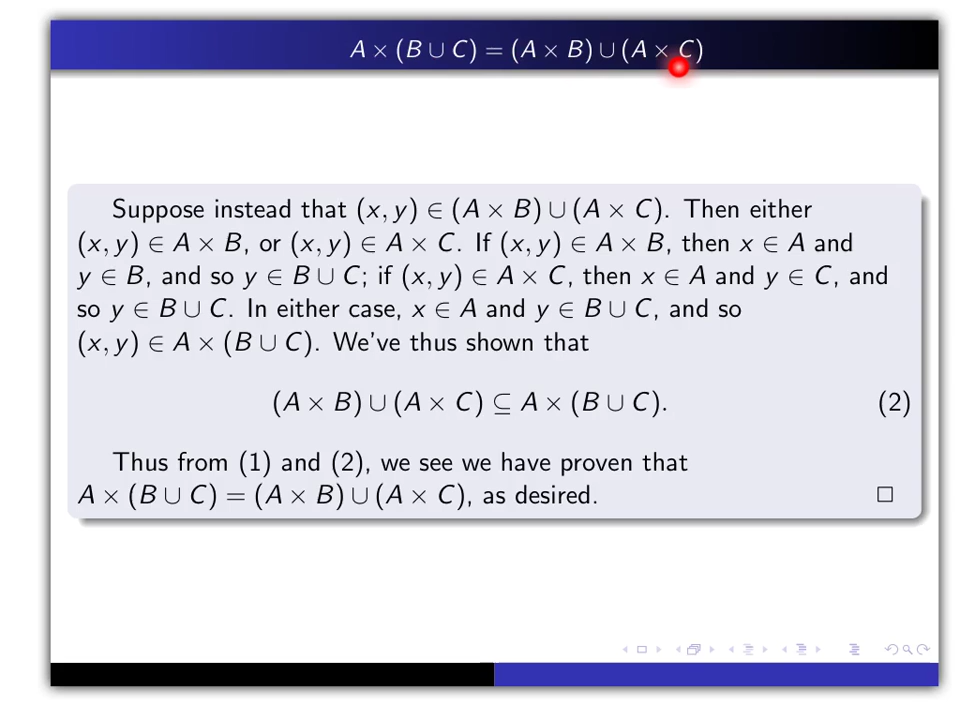 A × (B ∪ C) = (A × B) ∪ (A × C)
Suppose instead that (x, y) ∈ (A × B) ∪ (A × C). Then either
(x, y) ∈ A × B, or (x, y) ∈ A × C. If (x, y) ∈ A × B, then x ∈ A and
y ∈ B, and so y ∈ B ∪ C; if (x, y) ∈ A × C, then x ∈ A and y ∈ C, and
so y ∈ B ∪ C. In either case, x ∈ A and y ∈ B ∪ C, and so
(x, y) ∈ A × (B ∪ C). We've thus shown that
(A × B) ∪ (A × C) ⊆ A × (B ∪ C). (2)
Thus from (1) and (2), we see we have proven that
A × (B ∪ C) = (A × B) ∪ (A × C), as desired. □